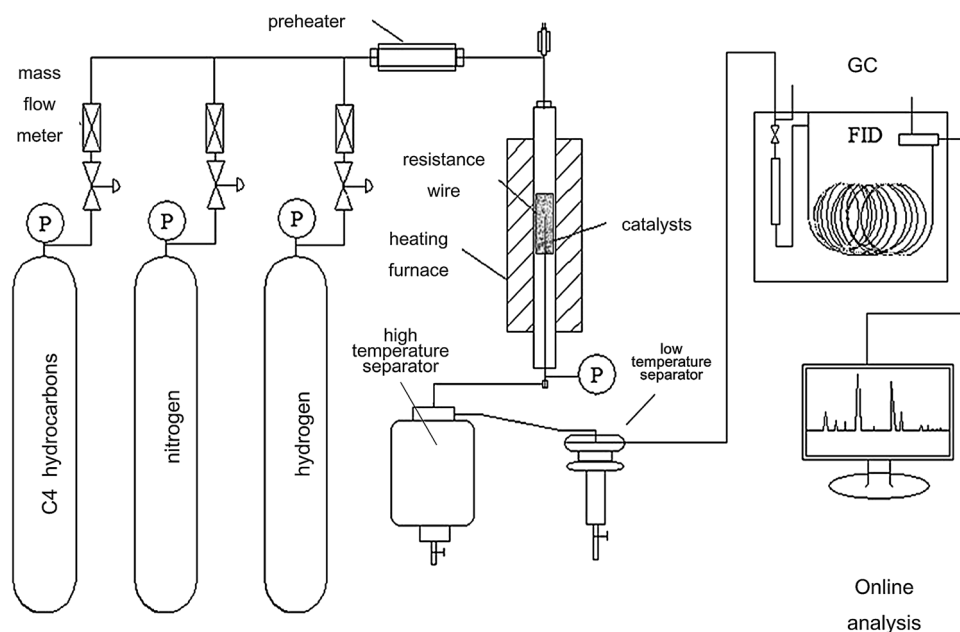 preheater
mass
flow
meter
GC
FID
resistance
wire
catalysts
heating
furnace
P
P
P
high
temperature
separator
low
temperature
separator
P
C4 hydrocarbons
nitrogen
hydrogen
Online
analysis